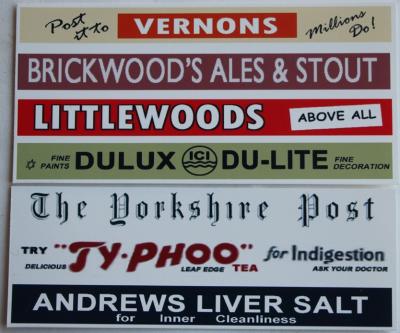 Post it to VERNONS Millions Do!
BRICKWOOD'S ALES & STOUT
LITTLEWOODS ABOVE ALL
FINE PAINTS DULUX ICI DU-LITE FINE DECORATION
The Yorkshire Post
TRY "TY·PHOO" for Indigestion
DELICIOUS LEAF EDGE TEA ASK YOUR DOCTOR
ANDREWS LIVER SALT
for Inner Cleanliness